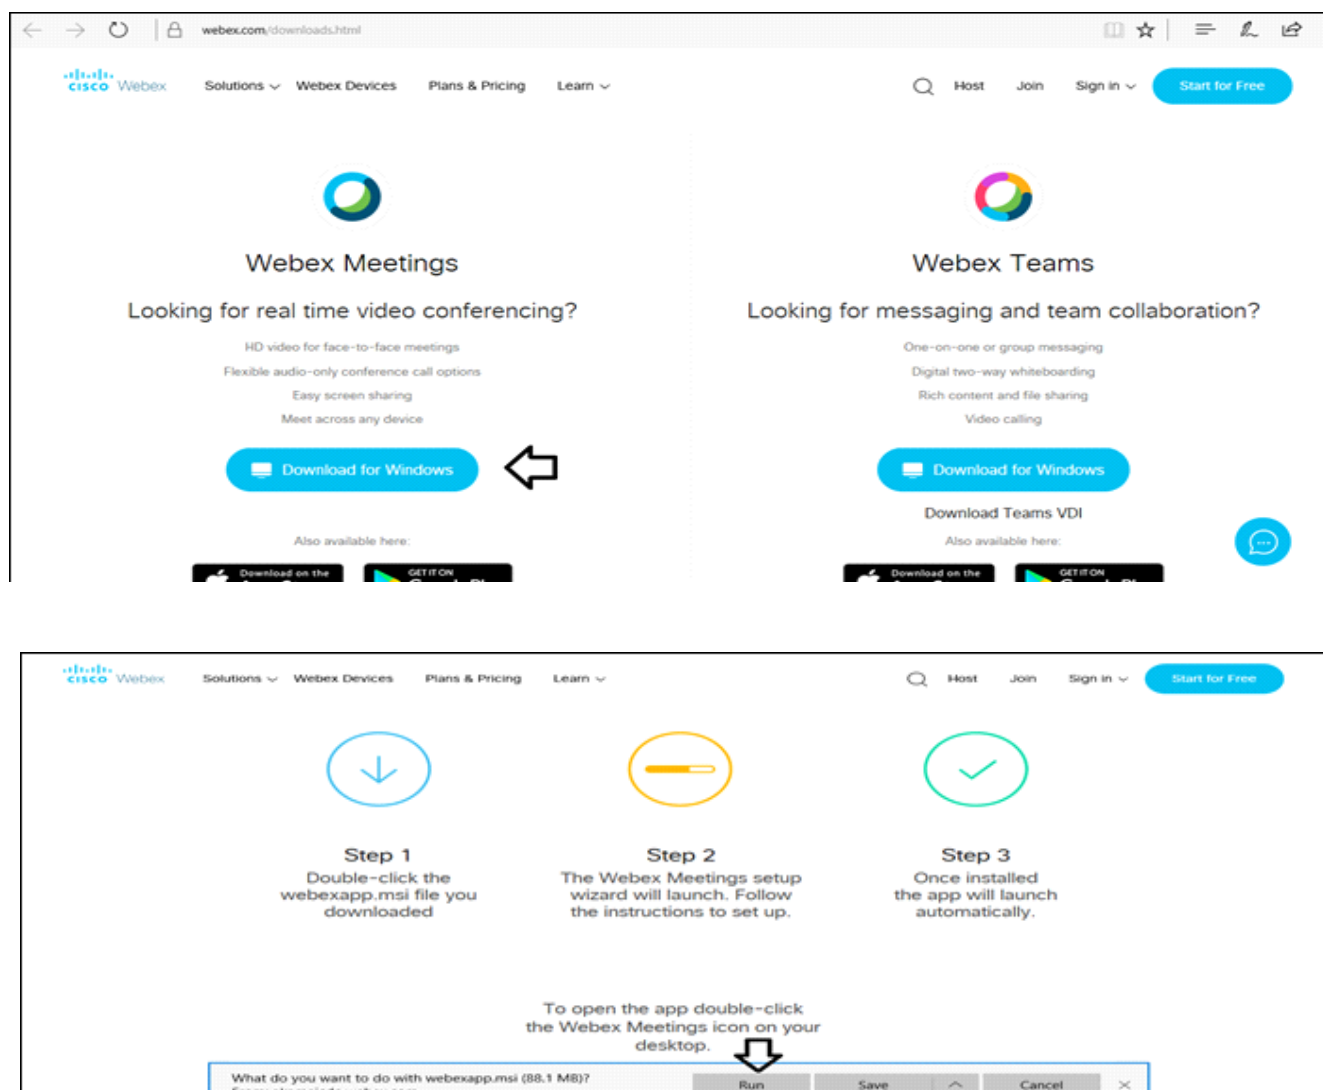 webex.com/downloads.html
CISCO Webex Solutions Webex Devices Plans & Pricing Learn Host Join Sign in Start for Free
Webex Meetings
Looking for real time video conferencing?
HD video for face-to-face meetings
Flexible audio-only conference call options
Easy screen sharing
Meet across any device
Download for Windows
Also available here:
Download on the
GET IT ON
Webex Teams
Looking for messaging and team collaboration?
One-on-one or group messaging
Digital two-way whiteboarding
Rich content and file sharing
Video calling
Download for Windows
Download Teams VDI
Also available here:
Download on the
GET IT ON
CISCO Webex Solutions Webex Devices Plans & Pricing Learn Host Join Sign in Start for Free
Step 1
Double-click the
webexapp.msi file you
downloaded
Step 2
The Webex Meetings setup
wizard will launch. Follow
the instructions to set up.
Step 3
Once installed
the app will launch
automatically.
To open the app double-click
the Webex Meetings icon on your
desktop.
What do you want to do with webexapp.msi (88.1 MB)?
Run Save Cancel